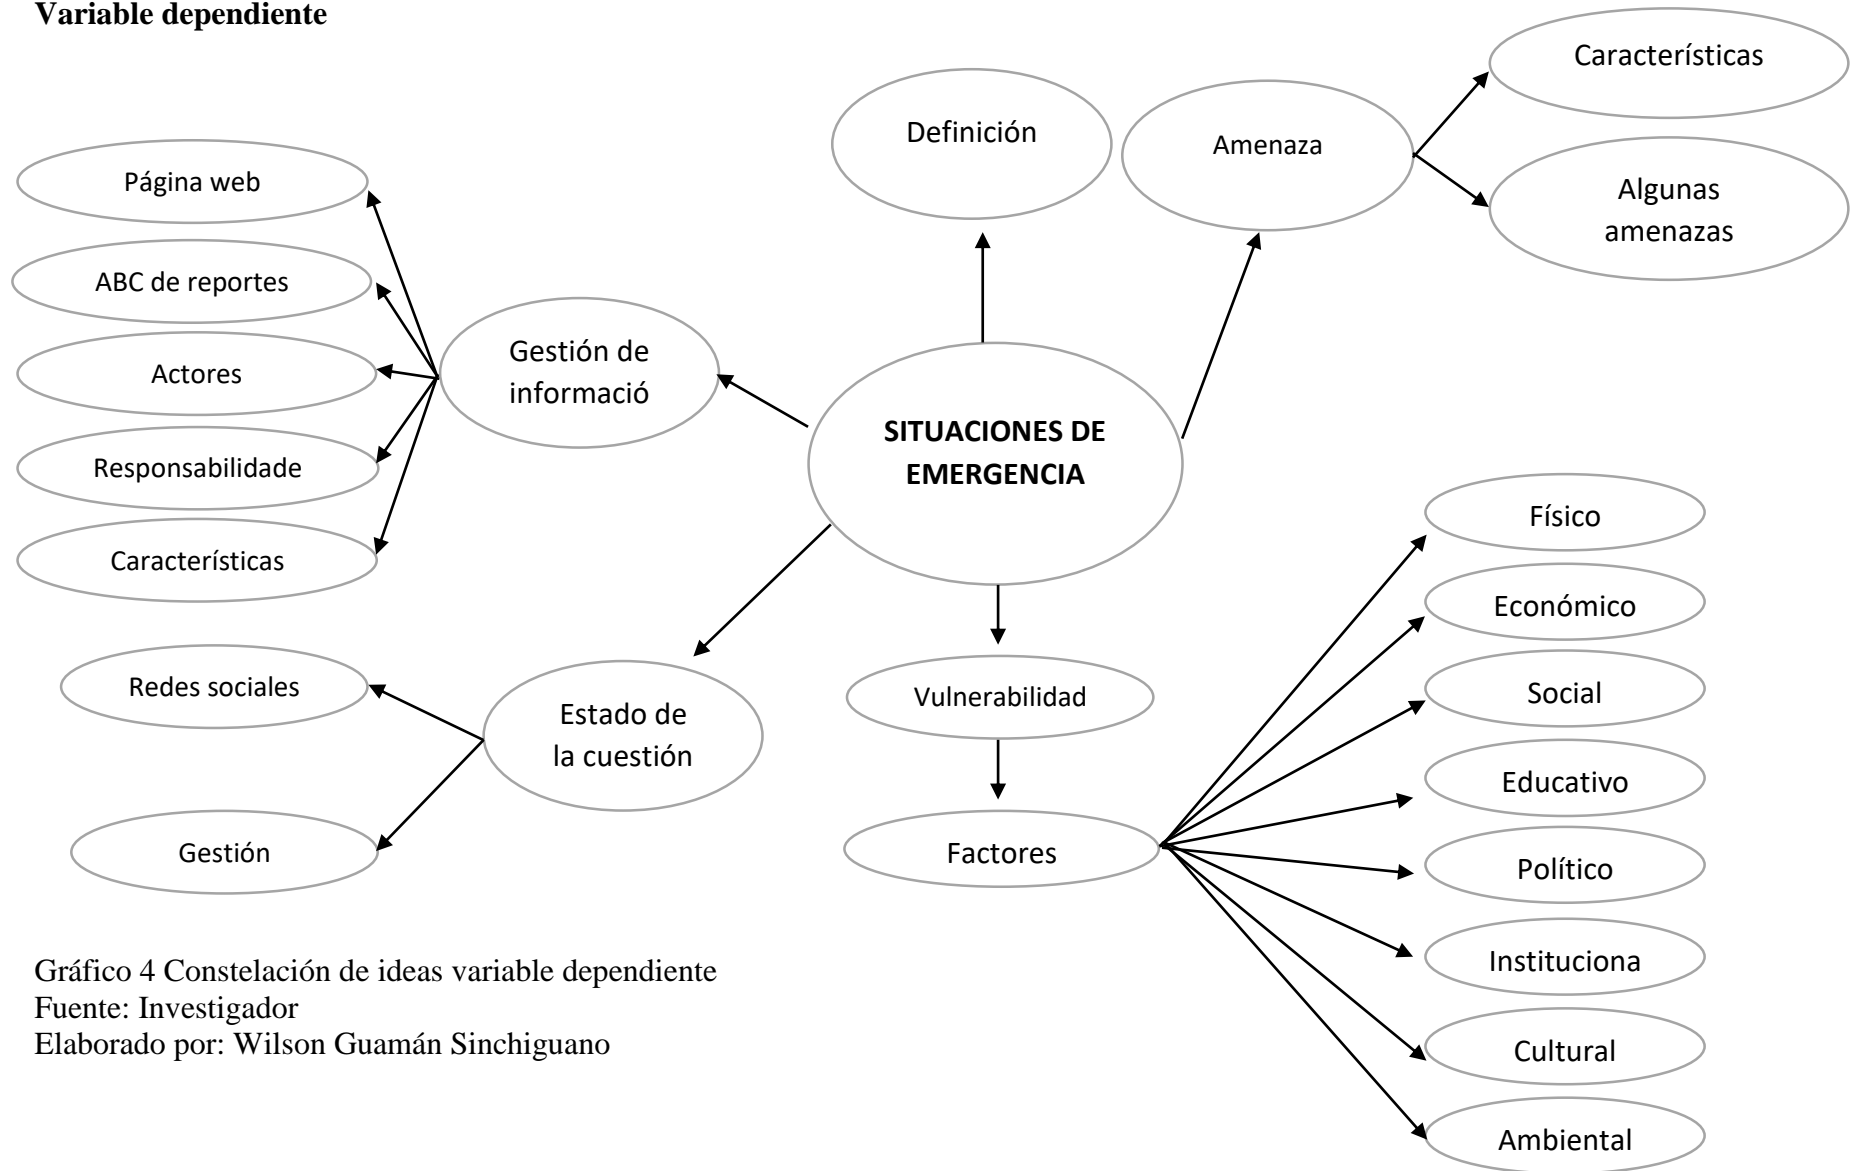 Variable dependiente
Definición
Amenaza
Características
Algunas
amenazas
Página web
ABC de reportes
Actores
Responsabilidade
Características
Gestión de
informació
SITUACIONES DE
EMERGENCIA
Redes sociales
Gestión
Estado de
la cuestión
Vulnerabilidad
Factores
Físico
Económico
Social
Educativo
Político
Instituciona
Cultural
Ambiental
Gráfico 4 Constelación de ideas variable dependiente
Fuente: Investigador
Elaborado por: Wilson Guamán Sinchiguano